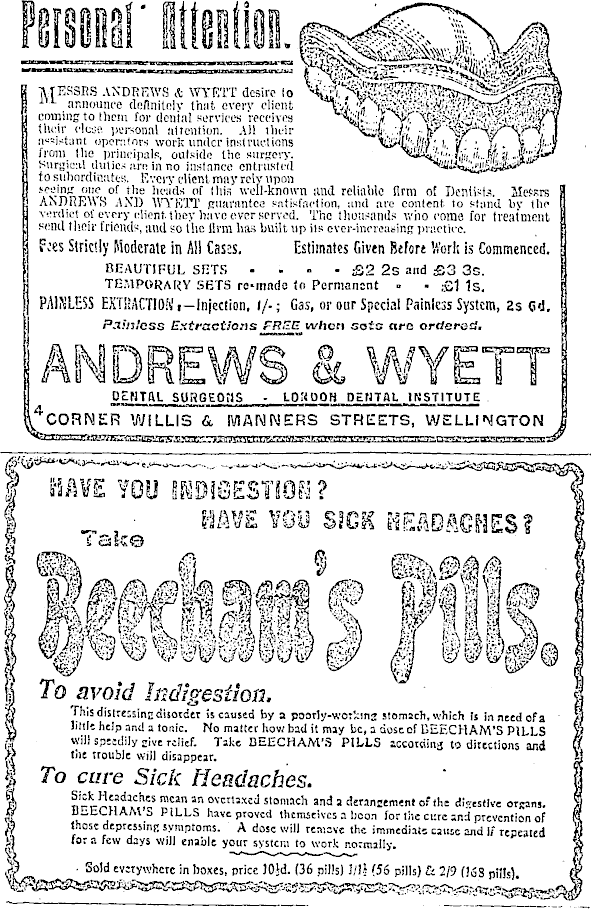 Personal Attention.
MESSRS ANDREWS & WYETT desire to
announce definitely that every client
coming to them for dental services receives
their close personal attention. All their
assistant operators work under instructions
from the principals, outside the surgery.
Surgical duties are in no instance entrusted
to subordicates. Every client may rely upon
seeing one of the heads of this well-known and reliable firm of Dentists. Messrs
ANDREWS AND WYETT guarantee satisfaction, and are content to stand by the
verdict of every client they have ever served. The thousands who come for treatment
send their friends, and so the firm has built up its ever-increasing practice.
Fees Strictly Moderate in All Cases. Estimates Given Before Work is Commenced.
BEAUTIFUL SETS - - - - £2 2s and £3 3s.
TEMPORARY SETS re-made to Permanent - - £1 1s.
PAINLESS EXTRACTION,—Injection, 1/-; Gas, or our Special Painless System, 2s 6d.
Painless Extractions FREE when sets are ordered.
ANDREWS & WYETT
DENTAL SURGEONS - LONDON DENTAL INSTITUTE
4 CORNER WILLIS & MANNERS STREETS, WELLINGTON
HAVE YOU INDIGESTION?
HAVE YOU SICK HEADACHES?
Take
Beecham's Pills.
To avoid Indigestion.
This distressing disorder is caused by a poorly-working stomach, which is in need of a
little help and a tonic. No matter how bad it may be, a dose of BEECHAM'S PILLS
will speedily give relief. Take BEECHAM'S PILLS according to directions and
the trouble will disappear.
To cure Sick Headaches.
Sick Headaches mean an overtaxed stomach and a derangement of the digestive organs.
BEECHAM'S PILLS have proved themselves a boon for the cure and prevention of
those depressing symptoms. A dose will remove the immediate cause and if repeated
for a few days will enable your system to work normally.
Sold everywhere in boxes, price 10½d. (36 pills) 1/1½ (56 pills) & 2/9 (168 pills).